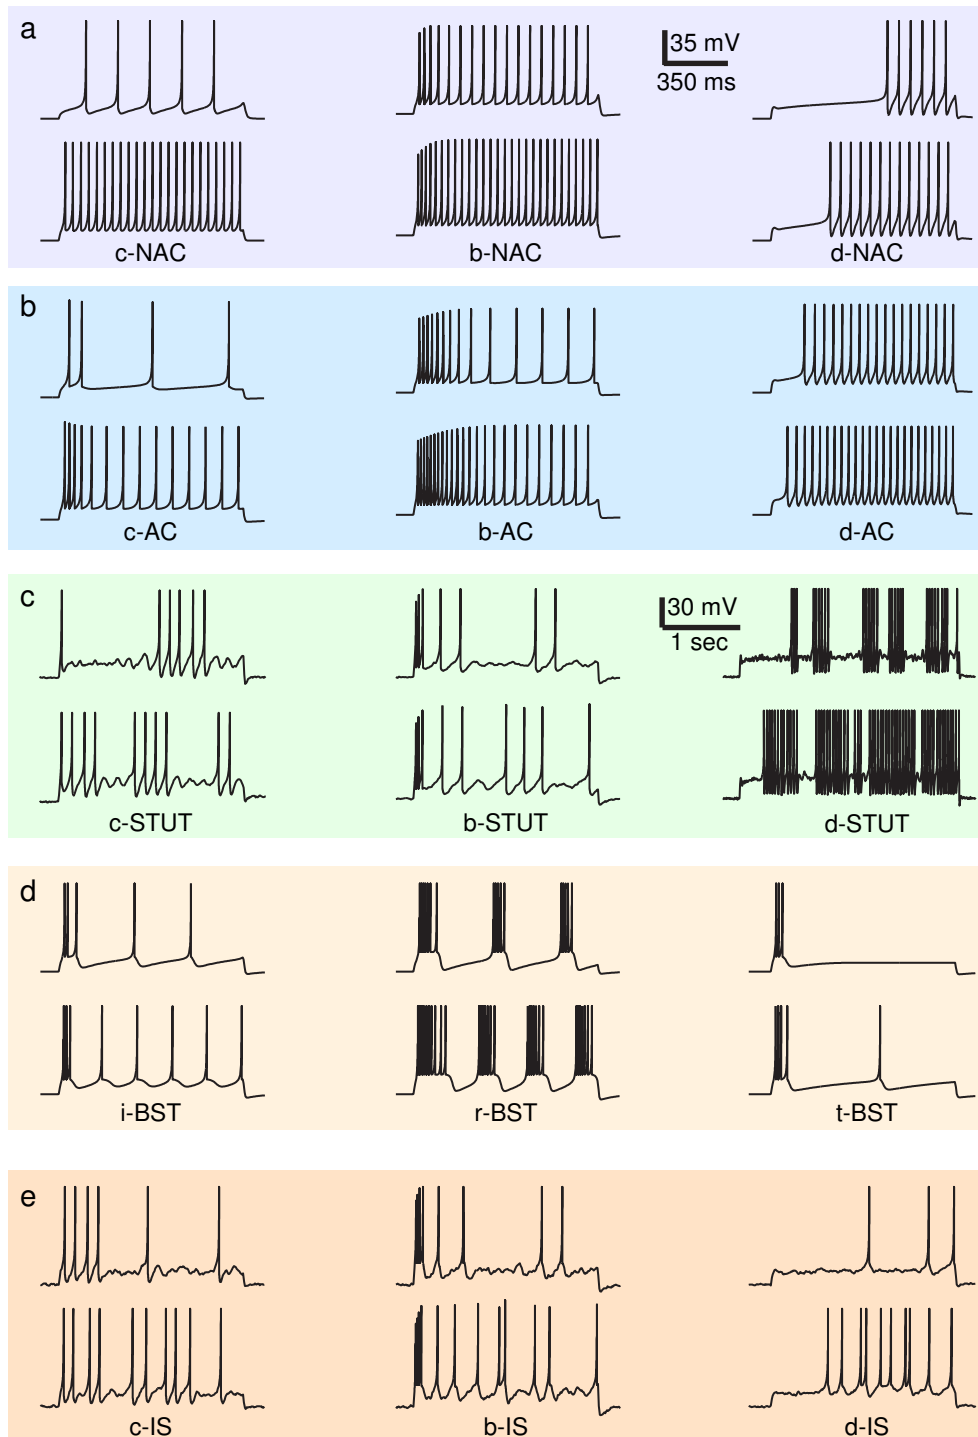 a
35 mV
350 ms
c-NAC
b-NAC
d-NAC
b
c-AC
b-AC
d-AC
c
30 mV
1 sec
c-STUT
b-STUT
d-STUT
d
i-BST
r-BST
t-BST
e
c-IS
b-IS
d-IS